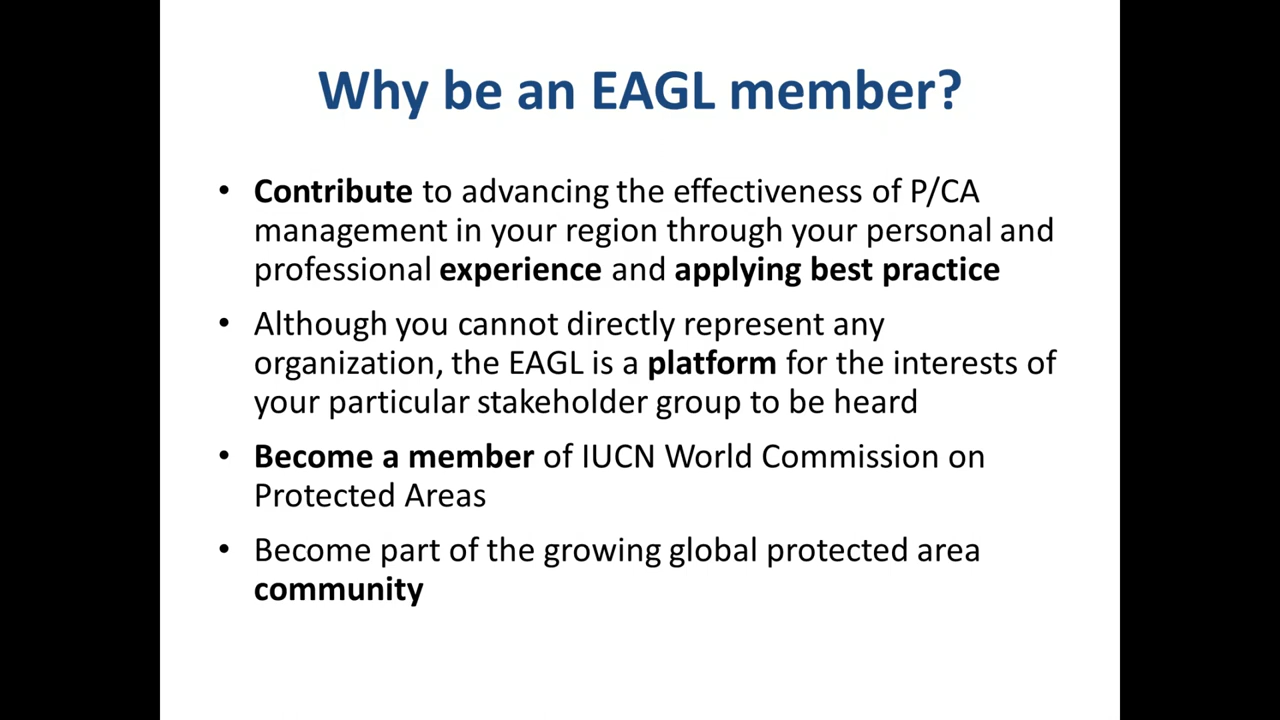 Why be an EAGL member?
• Contribute to advancing the effectiveness of P/CA
management in your region through your personal and
professional experience and applying best practice
• Although you cannot directly represent any
organization, the EAGL is a platform for the interests of
your particular stakeholder group to be heard
• Become a member of IUCN World Commission on
Protected Areas
• Become part of the growing global protected area
community